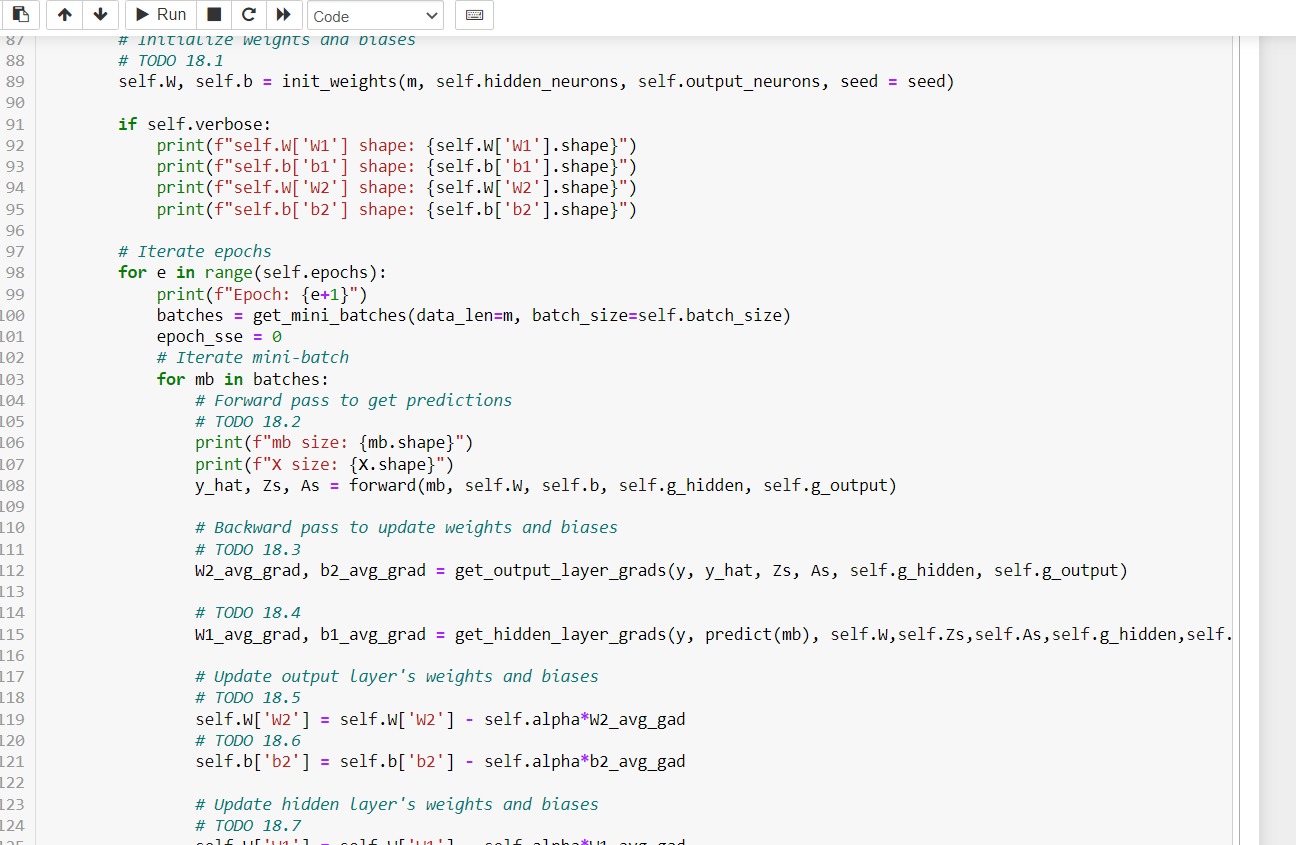 Run Code
87 # Initialize weights and biases
88 # TODO 18.1
89 self.W, self.b = init_weights(m, self.hidden_neurons, self.output_neurons, seed = seed)
90
91 if self.verbose:
92 print(f"self.W['W1'] shape: {self.W['W1'].shape}")
93 print(f"self.b['b1'] shape: {self.b['b1'].shape}")
94 print(f"self.W['W2'] shape: {self.W['W2'].shape}")
95 print(f"self.b['b2'] shape: {self.b['b2'].shape}")
96
97 # Iterate epochs
98 for e in range(self.epochs):
99 print(f"Epoch: {e+1}")
100 batches = get_mini_batches(data_len=m, batch_size=self.batch_size)
101 epoch_sse = 0
102 # Iterate mini-batch
103 for mb in batches:
104 # Forward pass to get predictions
105 # TODO 18.2
106 print(f"mb size: {mb.shape}")
107 print(f"X size: {X.shape}")
108 y_hat, Zs, As = forward(mb, self.W, self.b, self.g_hidden, self.g_output)
109
110 # Backward pass to update weights and biases
111 # TODO 18.3
112 W2_avg_grad, b2_avg_grad = get_output_layer_grads(y, y_hat, Zs, As, self.g_hidden, self.g_output)
113
114 # TODO 18.4
115 W1_avg_grad, b1_avg_grad = get_hidden_layer_grads(y, predict(mb), self.W,self.Zs,self.As,self.g_hidden,self.
116
117 # Update output layer's weights and biases
118 # TODO 18.5
119 self.W['W2'] = self.W['W2'] - self.alpha*W2_avg_gad
120 # TODO 18.6
121 self.b['b2'] = self.b['b2'] - self.alpha*b2_avg_gad
122
123 # Update hidden layer's weights and biases
124 # TODO 18.7
125 self.W['W1'] = self.W['W1'] - self.alpha*W1_avg_gad